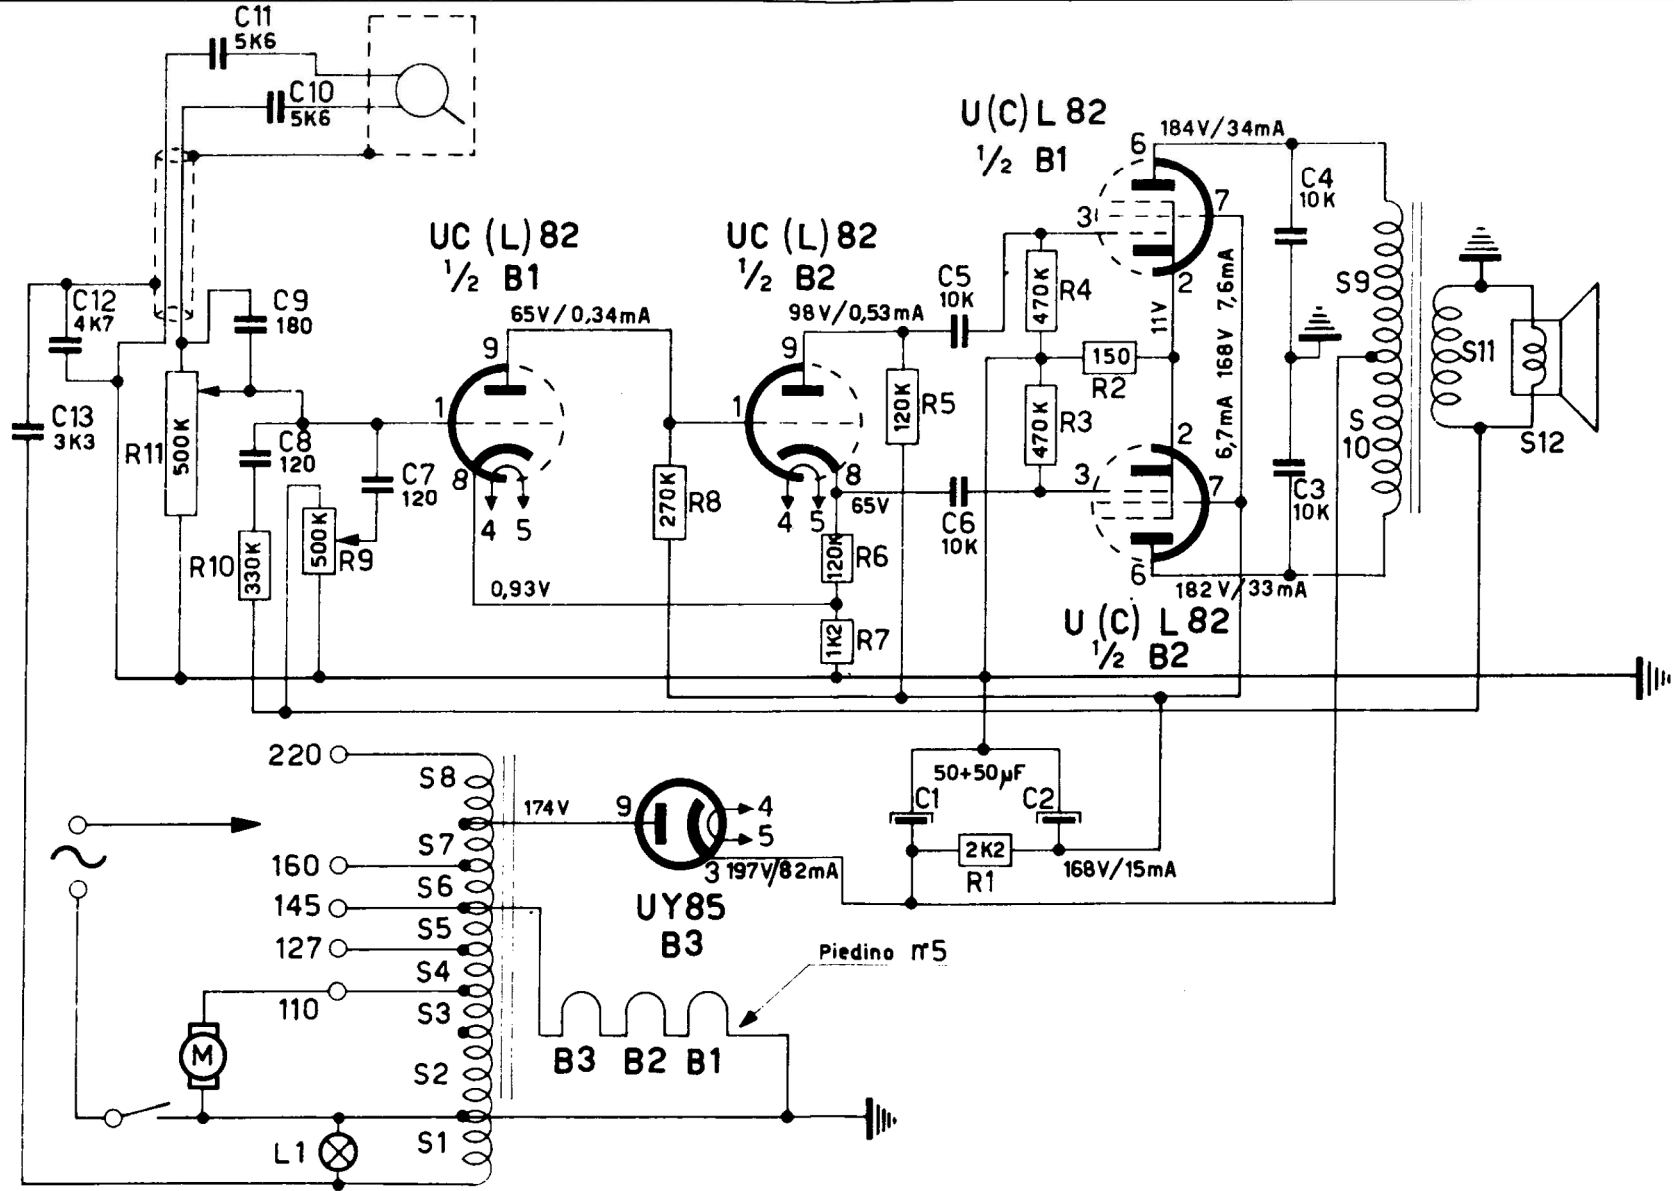 C11
5K6
C10
5K6
U(C)L 82
1/2 B1
184V/34mA
6
3
7
2
C4
10K
UC (L) 82
1/2 B1
UC (L) 82
1/2 B2
C5
10K
R4
470K
11V
6,7mA 168V 7,6mA
S9
C12
4K7
C9
180
65V/0,34mA
98V/0,53mA
9
9
150
R2
S11
S12
C13
3K3
R11
500K
C8
120
C7
120
1
8
4 5
R8
270K
1
8
4 5
R5
120K
R3
470K
2
3
7
6
S
10
C3
10K
65V
C6
10K
R10
330K
500K
R9
R6
120K
0,93V
R7
1K2
182V/33mA
U (C) L 82
1/2 B2
220
S8
174V
9
4
5
3
197V/82mA
50+50µF
C1
C2
2K2
R1
168V/15mA
S7
160
S6
145
S5
127
S4
110
S3
UY85
B3
Piedino n°5
M
S2
B3 B2 B1
L1
S1